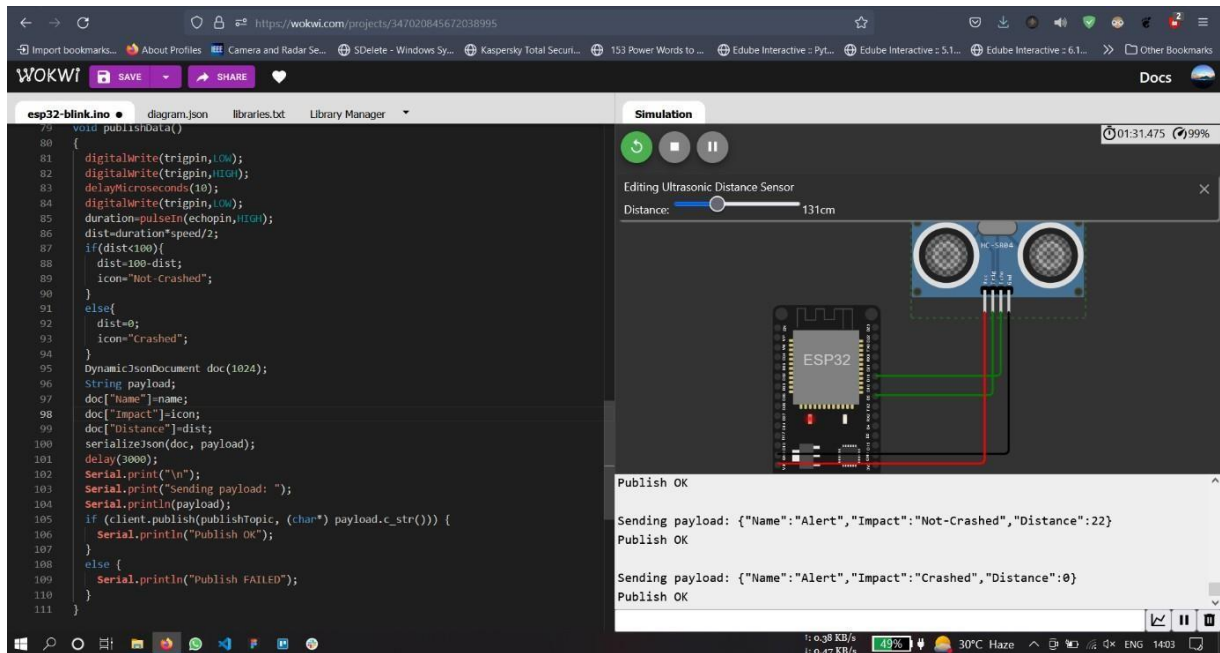 https://wokwi.com/projects/347020845672038995
2
Import bookmarks... About Profiles Camera and Radar Se... SDelete - Windows Sy... Kaspersky Total Securi... 153 Power Words to ... Edube Interactive :: Pyt... Edube Interactive :: 5.1... Edube Interactive :: 6.1... Other Bookmarks
WOKWi SAVE SHARE Docs
esp32-blink.ino diagram.json libraries.txt Library Manager
Simulation
79 void publishData()
80 {
81 digitalWrite(trigpin,LOW);
82 digitalWrite(trigpin,HIGH);
83 delayMicroseconds(10);
84 digitalWrite(trigpin,LOW);
85 duration=pulseIn(echopin,HIGH);
86 dist=duration*speed/2;
87 if(dist<100){
88 dist=100-dist;
89 icon="Not-Crashed";
90 }
91 else{
92 dist=0;
93 icon="Crashed";
94 }
95 DynamicJsonDocument doc(1024);
96 String payload;
97 doc["Name"]=name;
98 doc["Impact"]=icon;
99 doc["Distance"]=dist;
100 serializeJson(doc, payload);
101 delay(3000);
102 Serial.print("\n");
103 Serial.print("Sending payload: ");
104 Serial.println(payload);
105 if (client.publish(publishTopic, (char*) payload.c_str())) {
106 Serial.println("Publish OK");
107 }
108 else {
109 Serial.println("Publish FAILED");
110 }
111 }
01:31.475 99%
Editing Ultrasonic Distance Sensor
Distance: 131cm
HC-SR04
ESP32
Publish OK
Sending payload: {"Name":"Alert","Impact":"Not-Crashed","Distance":22}
Publish OK
Sending payload: {"Name":"Alert","Impact":"Crashed","Distance":0}
Publish OK
0.38 KB/s
0.47 KB/s
49% 30°C Haze ENG 14:03